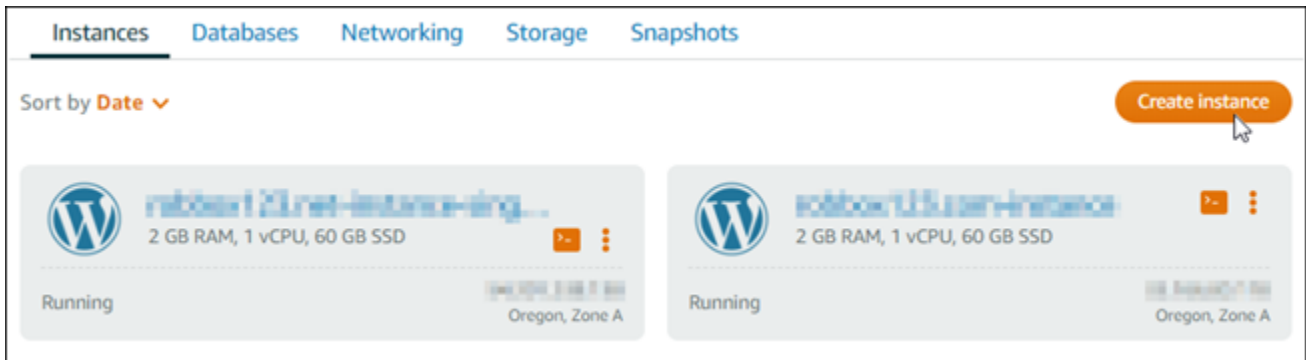 Instances Databases Networking Storage Snapshots
Sort by Date
Create instance
2 GB RAM, 1 vCPU, 60 GB SSD
Running
Oregon, Zone A
2 GB RAM, 1 vCPU, 60 GB SSD
Running
Oregon, Zone A